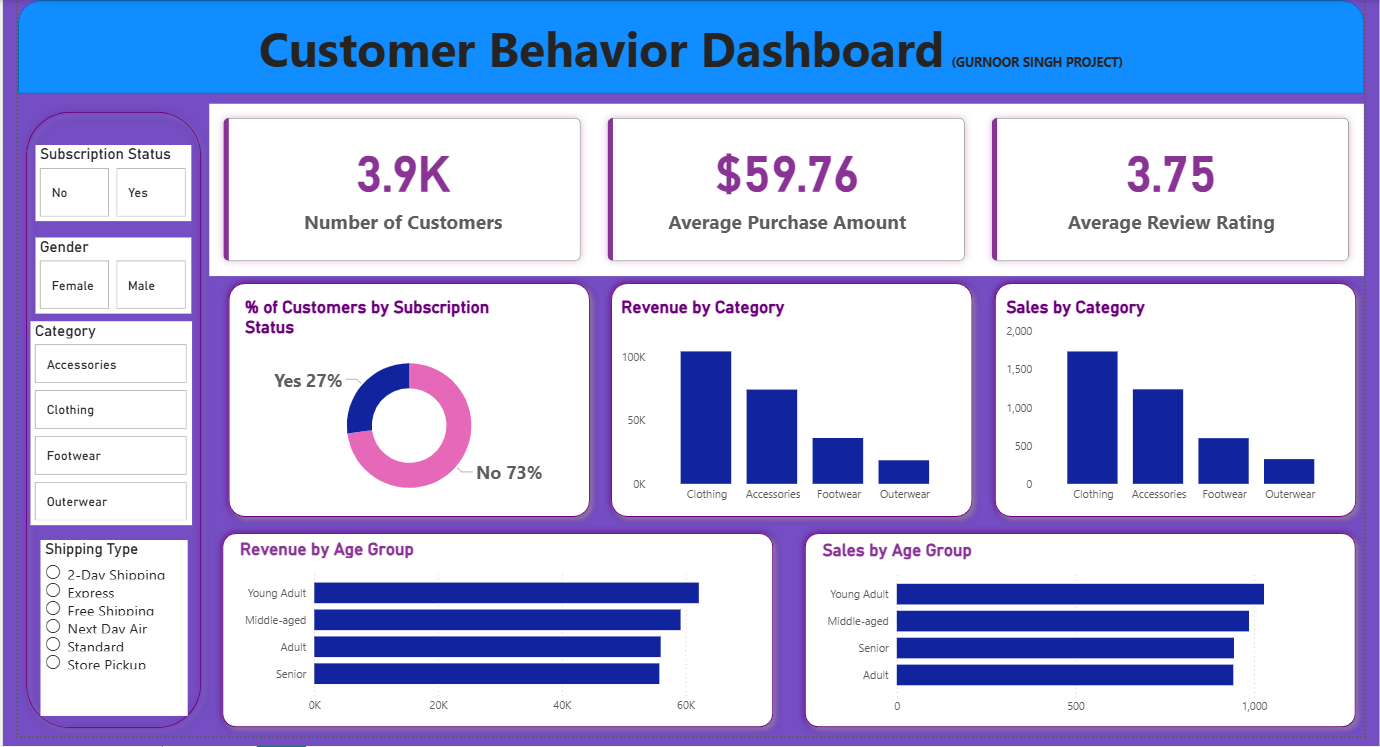 Customer Behavior Dashboard (GURNOOR SINGH PROJECT)
Subscription Status
No
Yes
Gender
Female
Male
Category
Accessories
Clothing
Footwear
Outerwear
Shipping Type
2-Day Shipping
Express
Free Shipping
Next Day Air
Standard
Store Pickup
3.9K
Number of Customers
$59.76
Average Purchase Amount
3.75
Average Review Rating
% of Customers by Subscription
Status
Yes 27%
No 73%
Revenue by Category
100K
50K
0K
Clothing
Accessories
Footwear
Outerwear
Sales by Category
2,000
1,500
1,000
500
0
Clothing
Accessories
Footwear
Outerwear
Revenue by Age Group
Young Adult
Middle-aged
Adult
Senior
0K
20K
40K
60K
Sales by Age Group
Young Adult
Middle-aged
Senior
Adult
0
500
1,000